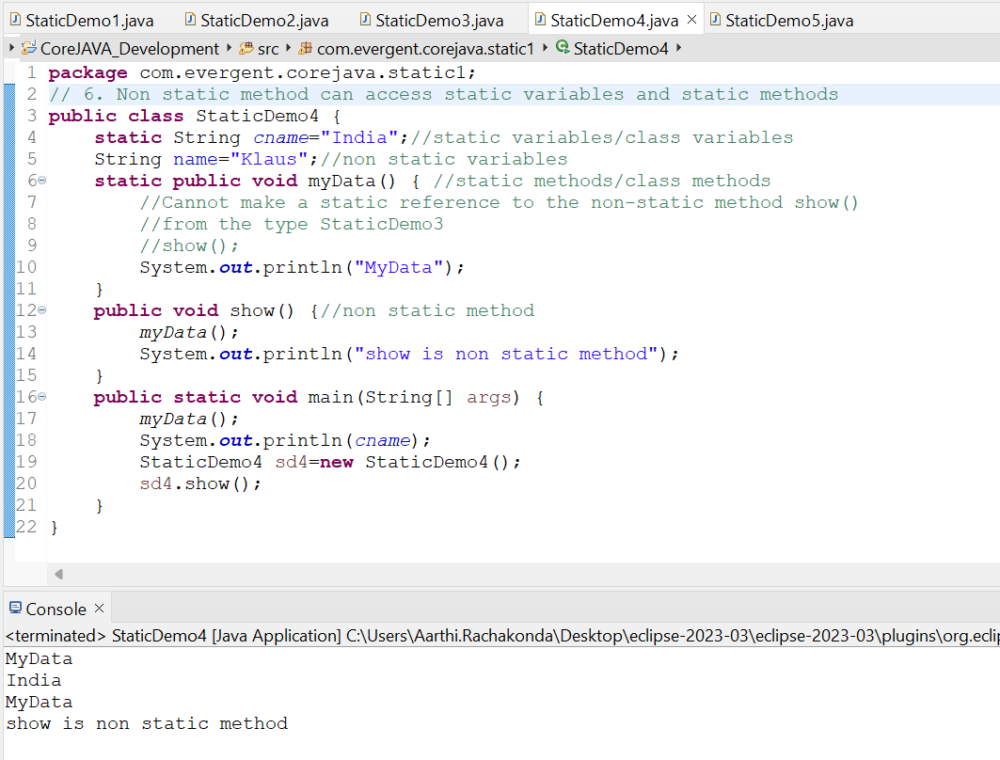 StaticDemo1.java StaticDemo2.java StaticDemo3.java StaticDemo4.java × StaticDemo5.java
CoreJAVA_Development src com.evergent.corejava.static1 StaticDemo4
1 package com.evergent.corejava.static1;
2 // 6. Non static method can access static variables and static methods
3 public class StaticDemo4 {
4     static String cname="India";//static variables/class variables
5     String name="Klaus";//non static variables
6     static public void myData() { //static methods/class methods
7         //Cannot make a static reference to the non-static method show()
8         //from the type StaticDemo3
9         //show();
10         System.out.println("MyData");
11     }
12     public void show() {//non static method
13         myData();
14         System.out.println("show is non static method");
15     }
16     public static void main(String[] args) {
17         myData();
18         System.out.println(cname);
19         StaticDemo4 sd4=new StaticDemo4();
20         sd4.show();
21     }
22 }
Console ×
<terminated> StaticDemo4 [Java Application] C:\Users\Aarthi.Rachakonda\Desktop\eclipse-2023-03\eclipse-2023-03\plugins\org.eclip
MyData
India
MyData
show is non static method